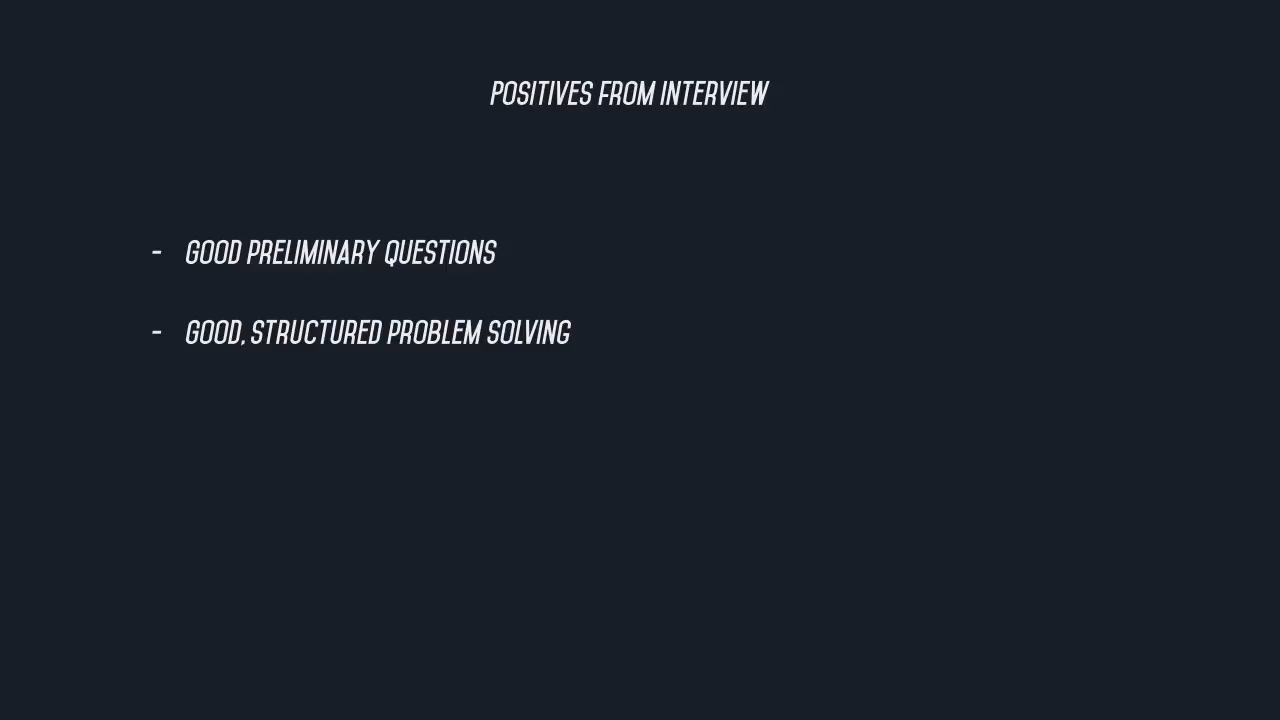 POSITIVES FROM INTERVIEW
- GOOD PRELIMINARY QUESTIONS
- GOOD, STRUCTURED PROBLEM SOLVING